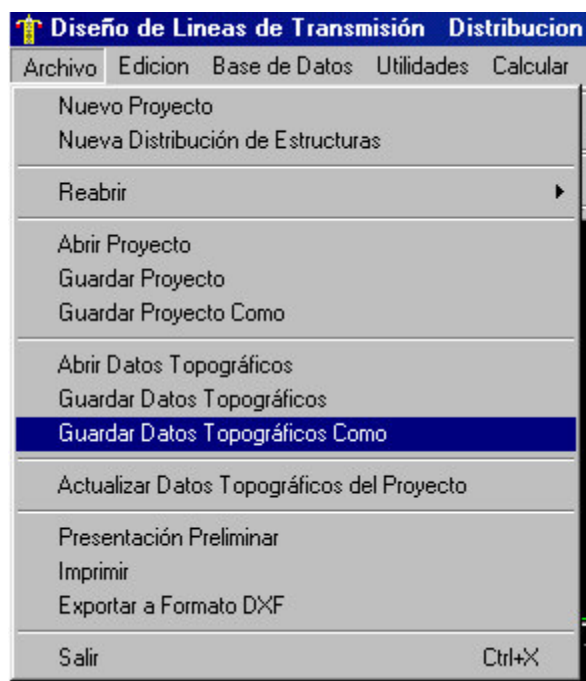 Diseño de Lineas de Transmisión Distribucion
Archivo Edicion Base de Datos Utilidades Calcular
Nuevo Proyecto
Nueva Distribución de Estructuras
Reabrir
Abrir Proyecto
Guardar Proyecto
Guardar Proyecto Como
Abrir Datos Topográficos
Guardar Datos Topográficos
Guardar Datos Topográficos Como
Actualizar Datos Topográficos del Proyecto
Presentación Preliminar
Imprimir
Exportar a Formato DXF
Salir Ctrl+X